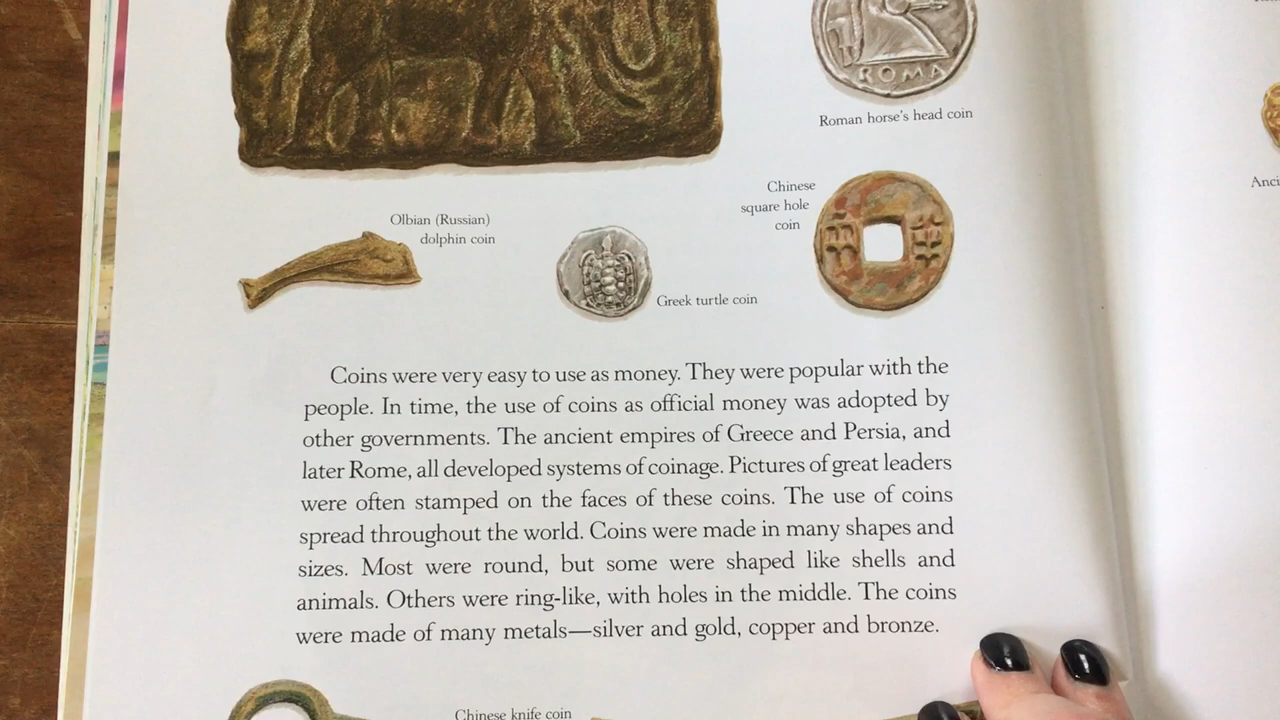 ROMA
Roman horse's head coin
Chinese
square hole
coin
Olbian (Russian)
dolphin coin
Greek turtle coin
Coins were very easy to use as money. They were popular with the
people. In time, the use of coins as official money was adopted by
other governments. The ancient empires of Greece and Persia, and
later Rome, all developed systems of coinage. Pictures of great leaders
were often stamped on the faces of these coins. The use of coins
spread throughout the world. Coins were made in many shapes and
sizes. Most were round, but some were shaped like shells and
animals. Others were ring-like, with holes in the middle. The coins
were made of many metals—silver and gold, copper and bronze.
Chinese knife coin